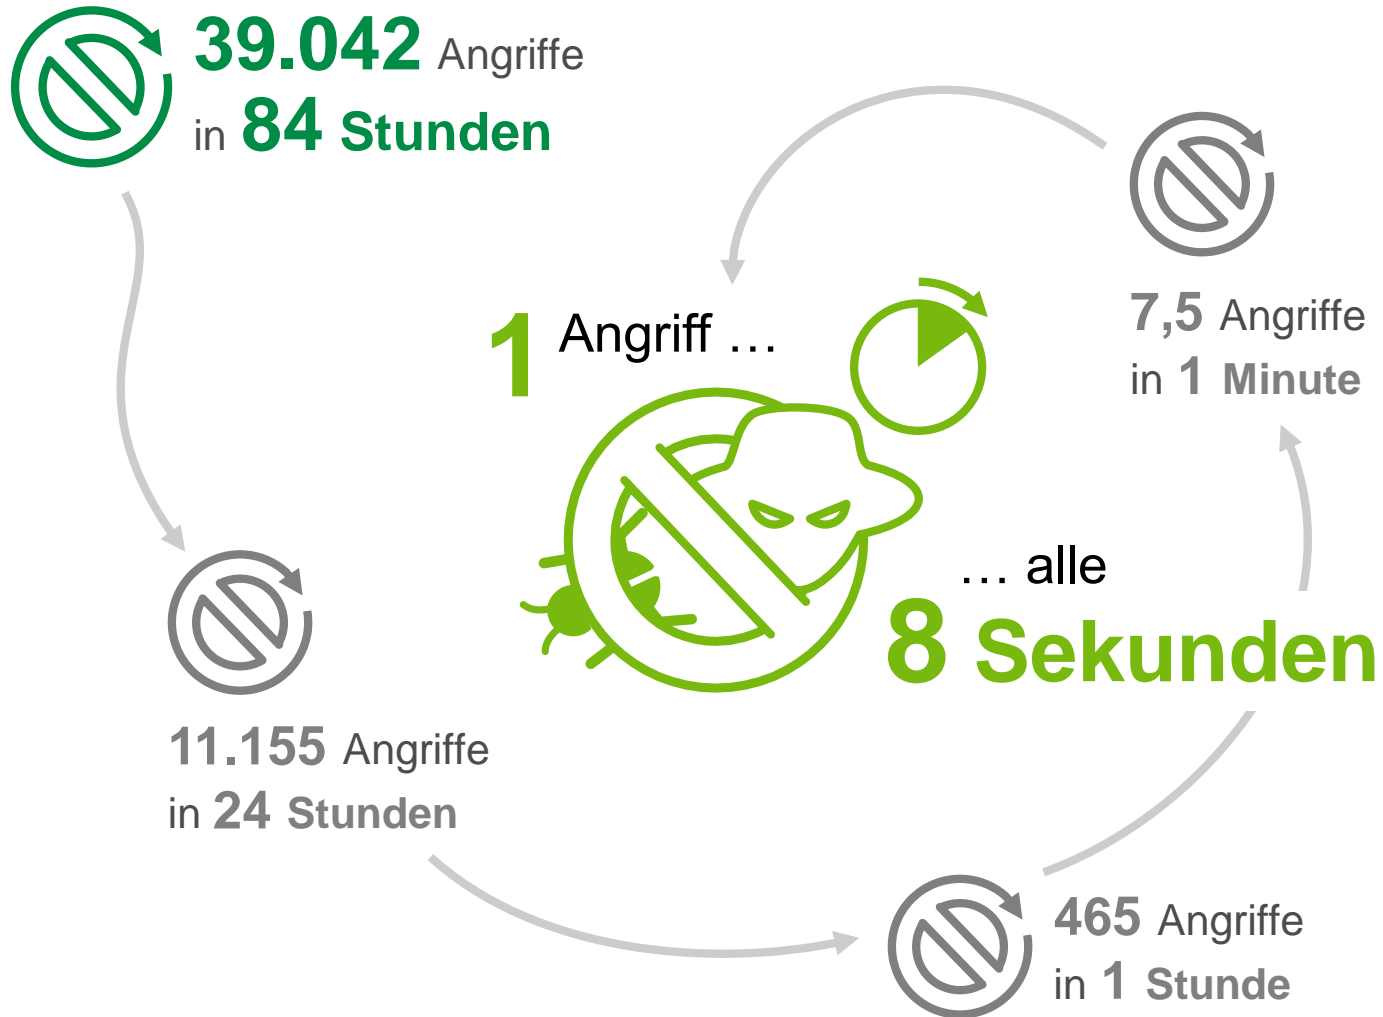 39.042 Angriffe
in 84 Stunden
11.155 Angriffe
in 24 Stunden
465 Angriffe
in 1 Stunde
7,5 Angriffe
in 1 Minute
1 Angriff …
… alle
8 Sekunden